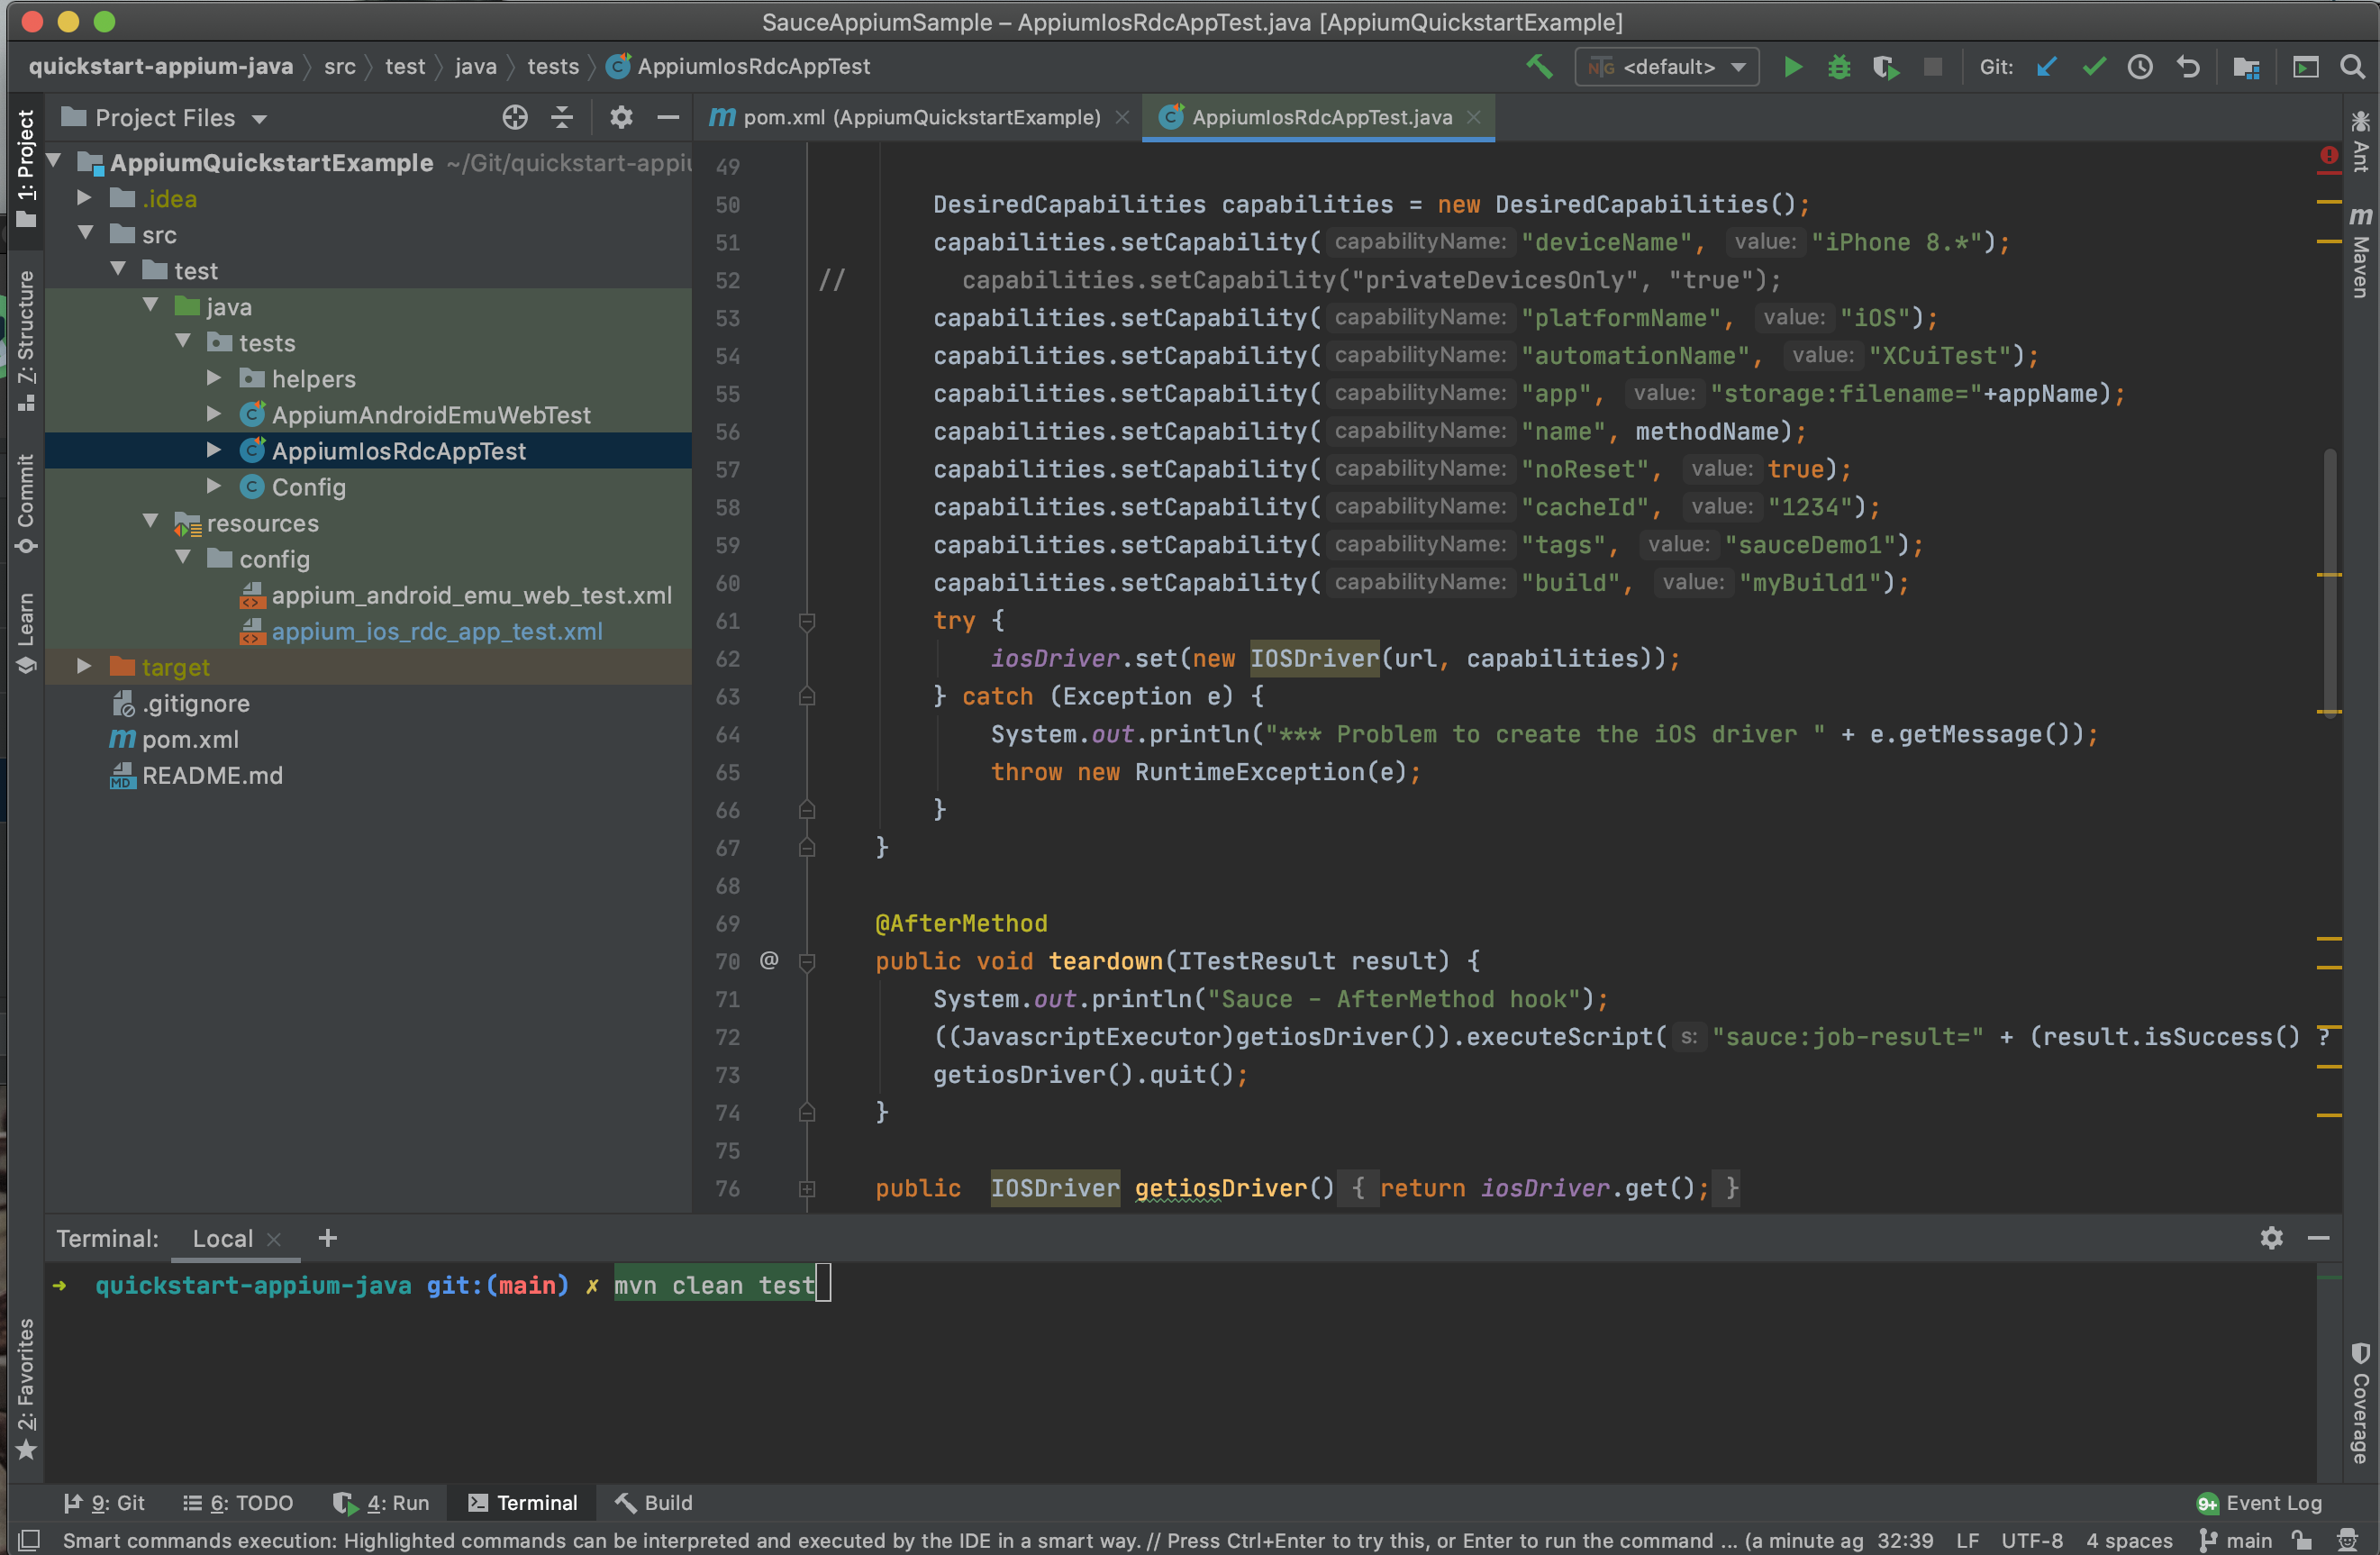 SauceAppiumSample – AppiumIosRdcAppTest.java [AppiumQuickstartExample]
quickstart-appium-java src test java tests AppiumIosRdcAppTest
<default>
Git:
Project Files
pom.xml (AppiumQuickstartExample)
AppiumIosRdcAppTest.java
1: Project
7: Structure
Commit
Learn
2: Favorites
AppiumQuickstartExample ~/Git/quickstart-appiu
.idea
src
test
java
tests
helpers
AppiumAndroidEmuWebTest
AppiumIosRdcAppTest
Config
resources
config
appium_android_emu_web_test.xml
appium_ios_rdc_app_test.xml
target
.gitignore
pom.xml
README.md
49
50 DesiredCapabilities capabilities = new DesiredCapabilities();
51 capabilities.setCapability( capabilityName: "deviceName", value: "iPhone 8.*");
52 // capabilities.setCapability("privateDevicesOnly", "true");
53 capabilities.setCapability( capabilityName: "platformName", value: "iOS");
54 capabilities.setCapability( capabilityName: "automationName", value: "XCuiTest");
55 capabilities.setCapability( capabilityName: "app", value: "storage:filename="+appName);
56 capabilities.setCapability( capabilityName: "name", methodName);
57 capabilities.setCapability( capabilityName: "noReset", value: true);
58 capabilities.setCapability( capabilityName: "cacheId", value: "1234");
59 capabilities.setCapability( capabilityName: "tags", value: "sauceDemo1");
60 capabilities.setCapability( capabilityName: "build", value: "myBuild1");
61 try {
62 iosDriver.set(new IOSDriver(url, capabilities));
63 } catch (Exception e) {
64 System.out.println("*** Problem to create the iOS driver " + e.getMessage());
65 throw new RuntimeException(e);
66 }
67 }
68
69 @AfterMethod
70 @ public void teardown(ITestResult result) {
71 System.out.println("Sauce - AfterMethod hook");
72 ((JavascriptExecutor)getiosDriver()).executeScript( s: "sauce:job-result=" + (result.isSuccess() ?
73 getiosDriver().quit();
74 }
75
76 public IOSDriver getiosDriver() { return iosDriver.get(); }
Ant
m Maven
Coverage
Terminal: Local +
➜ quickstart-appium-java git:(main) ✗ mvn clean test
9: Git 6: TODO 4: Run Terminal Build
9+ Event Log
Smart commands execution: Highlighted commands can be interpreted and executed by the IDE in a smart way. // Press Ctrl+Enter to try this, or Enter to run the command ... (a minute ag 32:39 LF UTF-8 4 spaces main